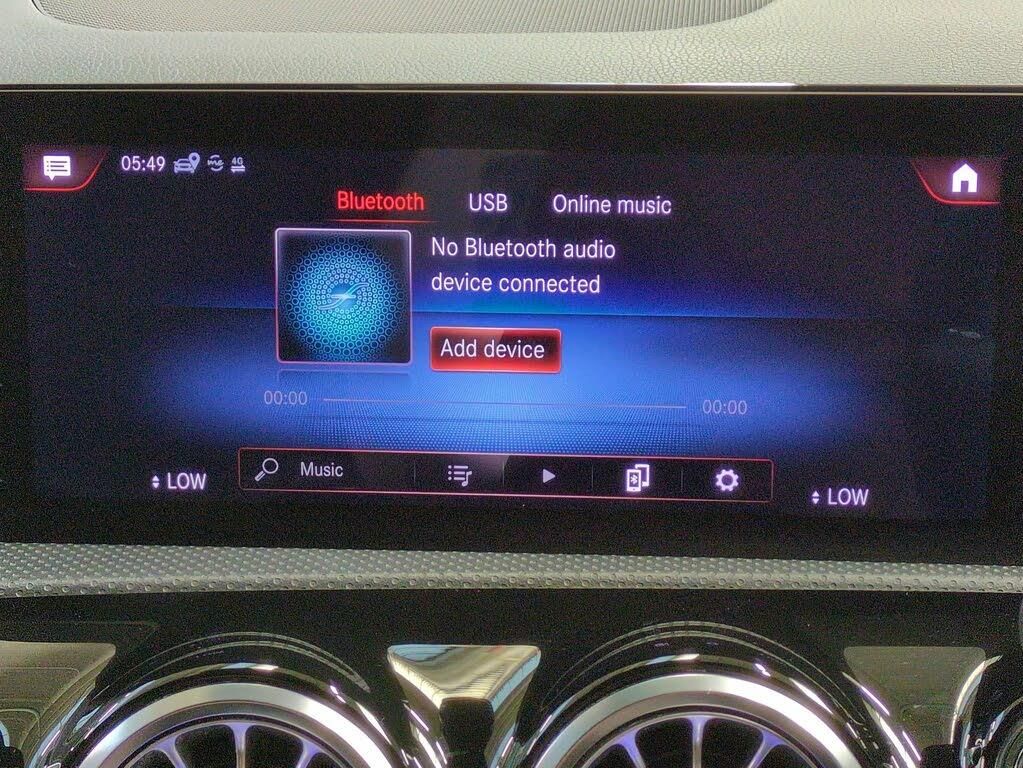 05:49 me 4G
Bluetooth USB Online music
No Bluetooth audio
device connected
Add device
00:00 00:00
Music
LOW LOW